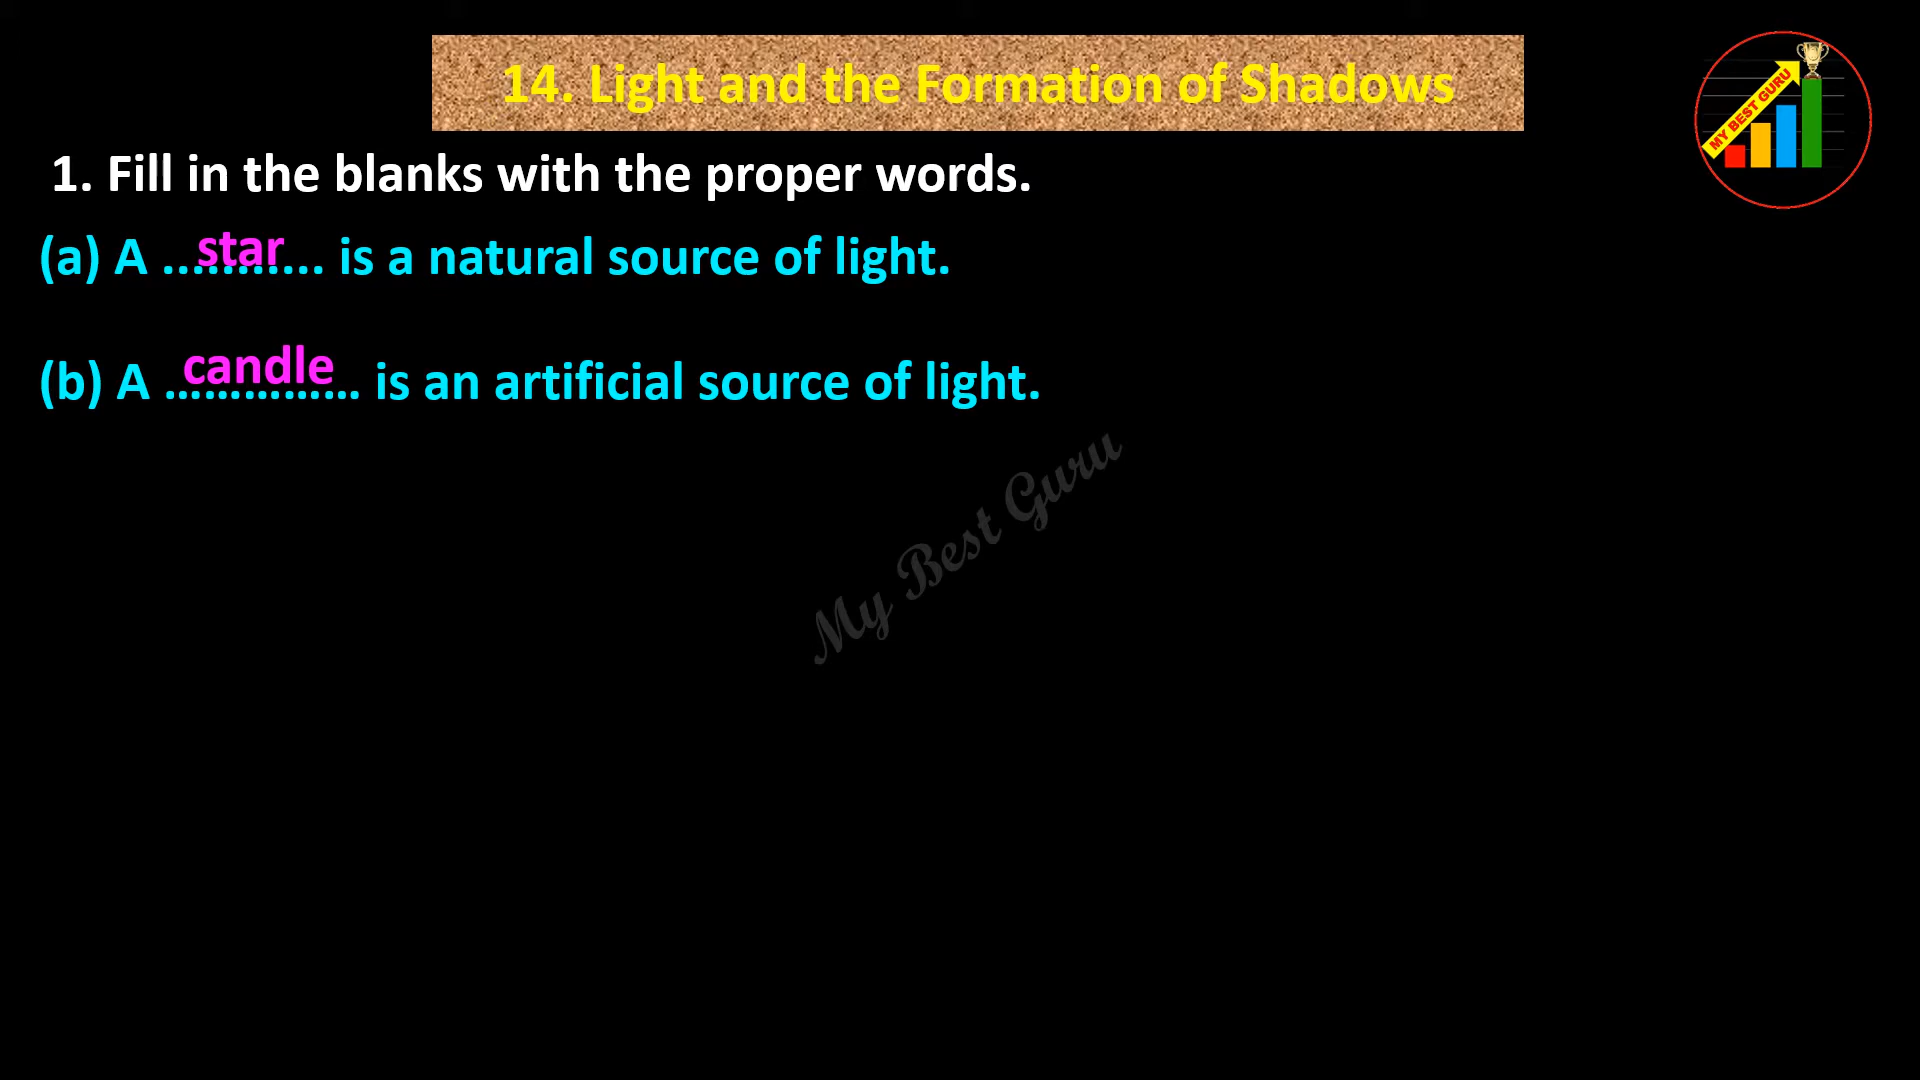 14. Light and the Formation of Shadows
MY BEST GURU
1. Fill in the blanks with the proper words.
(a) A ...star...... is a natural source of light.
(b) A ...candle... is an artificial source of light.
My Best Guru